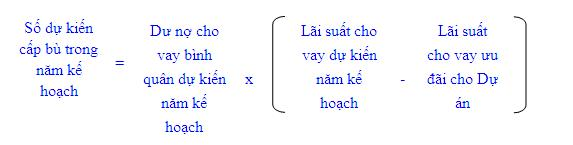 Số dự kiến
cấp bù trong
năm kế
hoạch
=
Dư nợ cho
vay bình
quân dự kiến
năm kế
hoạch
x
(
Lãi suất cho
vay dự kiến
năm kế
hoạch
-
Lãi suất
cho vay ưu
đãi cho Dự
án
)